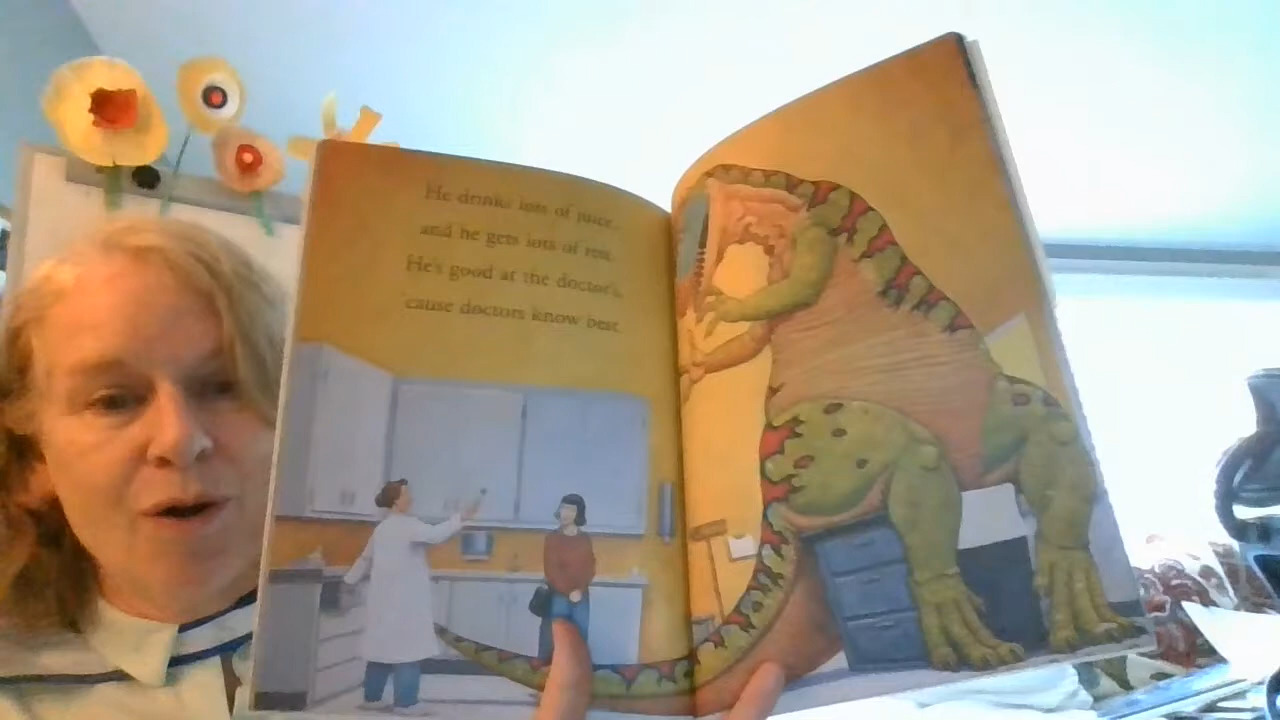 He drinks lots of juice,
and he gets lots of rest.
He's good at the doctor's,
'cause doctors know best.